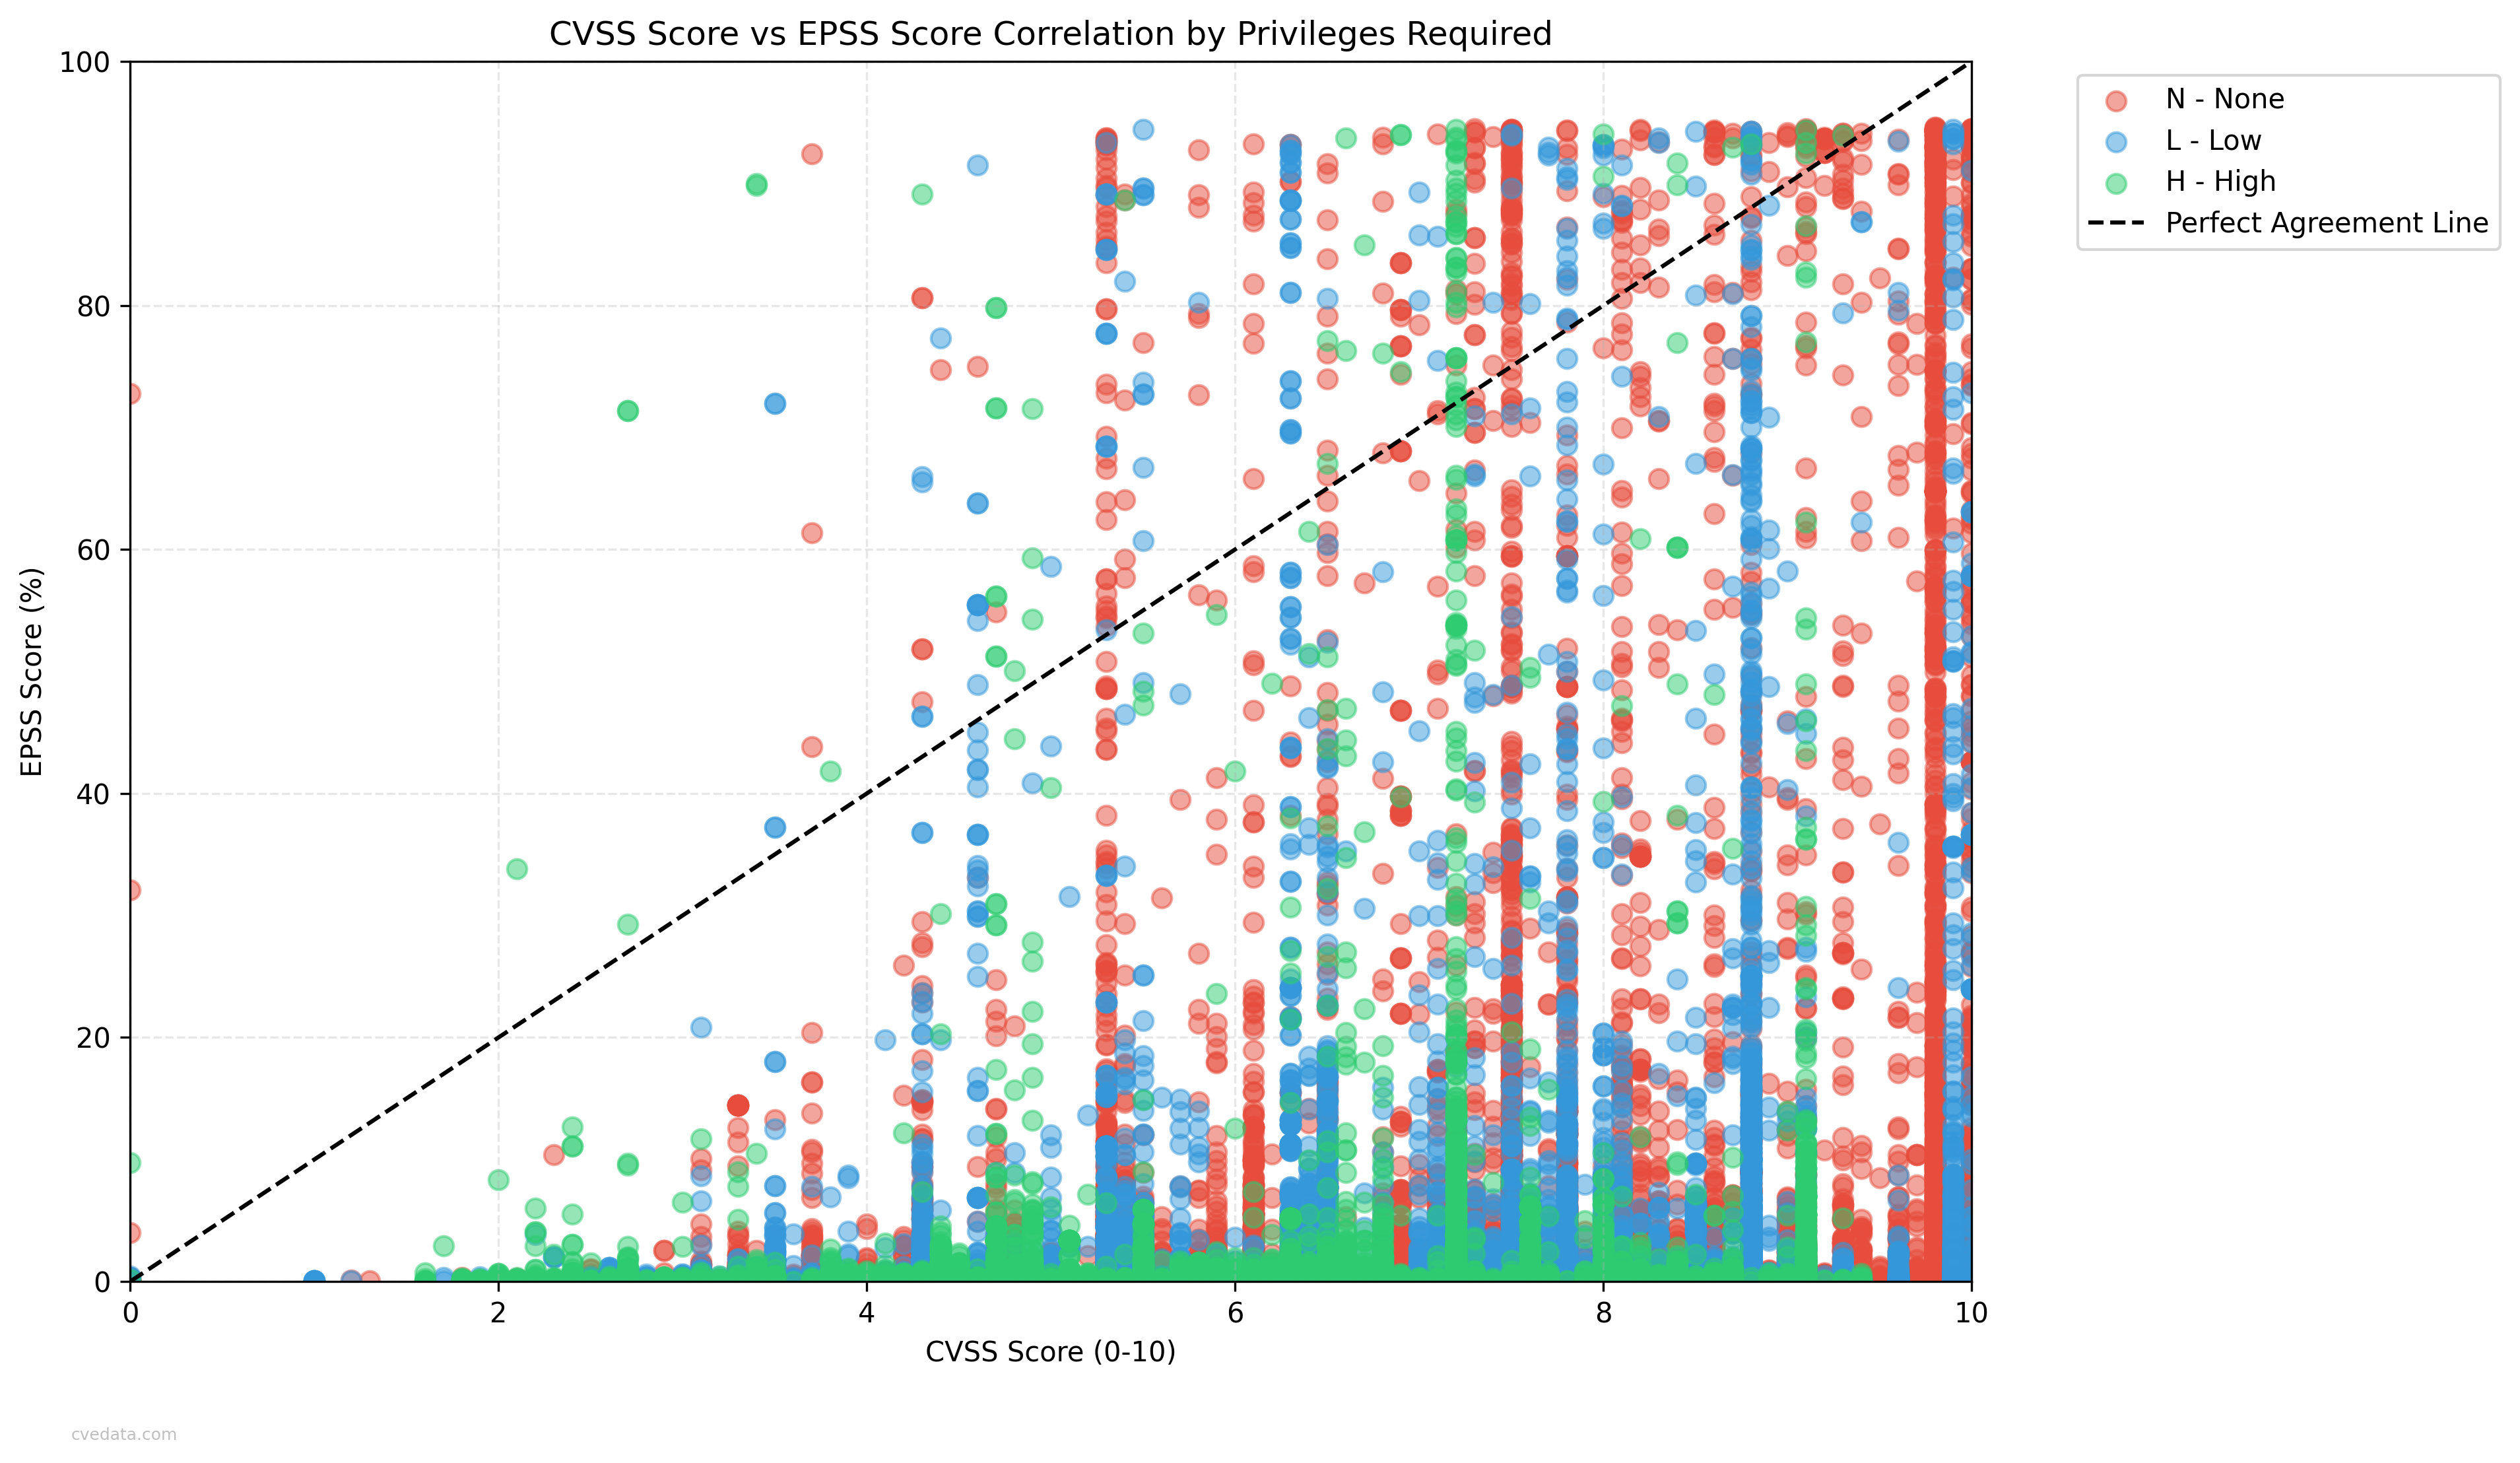 CVSS Score vs EPSS Score Correlation by Privileges Required
N - None
L - Low
H - High
Perfect Agreement Line
EPSS Score (%)
100
80
60
40
20
0
0 2 4 6 8 10
CVSS Score (0-10)
cvedata.com